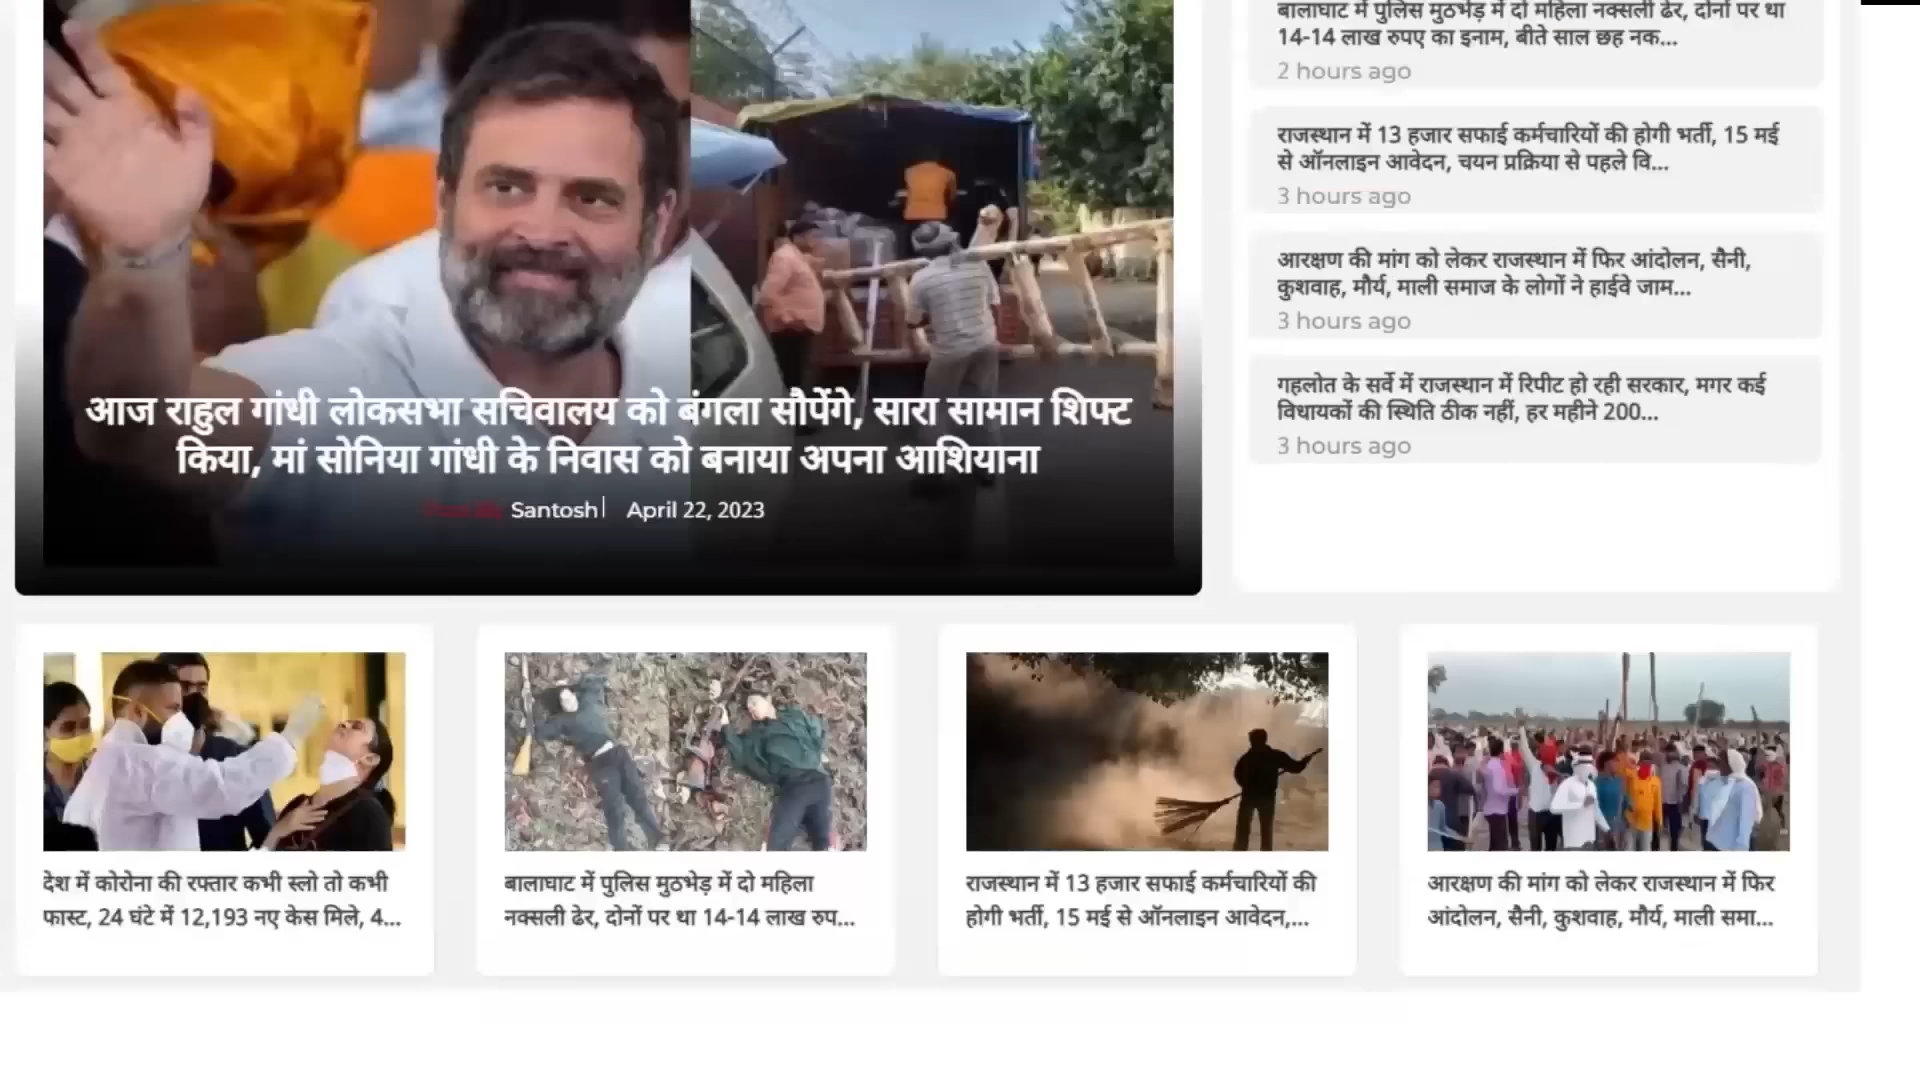 आज राहुल गांधी लोकसभा सचिवालय को बंगला सौपेंगे, सारा सामान शिफ्ट
किया, मां सोनिया गांधी के निवास को बनाया अपना आशियाना
Santosh| April 22, 2023
बालाघाट में पुलिस मुठभेड़ में दो महिला नक्सली ढेर, दोनों पर था
14-14 लाख रुपए का इनाम, बीते साल छह नक...
2 hours ago
राजस्थान में 13 हजार सफाई कर्मचारियों की होगी भर्ती, 15 मई
से ऑनलाइन आवेदन, चयन प्रक्रिया से पहले वि...
3 hours ago
आरक्षण की मांग को लेकर राजस्थान में फिर आंदोलन, सैनी,
कुशवाह, मौर्य, माली समाज के लोगों ने हाईवे जाम...
3 hours ago
गहलोत के सर्वे में राजस्थान में रिपीट हो रही सरकार, मगर कई
विधायकों की स्थिति ठीक नहीं, हर महीने 200...
3 hours ago
देश में कोरोना की रफ्तार कभी स्लो तो कभी
फास्ट, 24 घंटे में 12,193 नए केस मिले, 4...
बालाघाट में पुलिस मुठभेड़ में दो महिला
नक्सली ढेर, दोनों पर था 14-14 लाख रुप...
राजस्थान में 13 हजार सफाई कर्मचारियों की
होगी भर्ती, 15 मई से ऑनलाइन आवेदन,...
आरक्षण की मांग को लेकर राजस्थान में फिर
आंदोलन, सैनी, कुशवाह, मौर्य, माली समा...